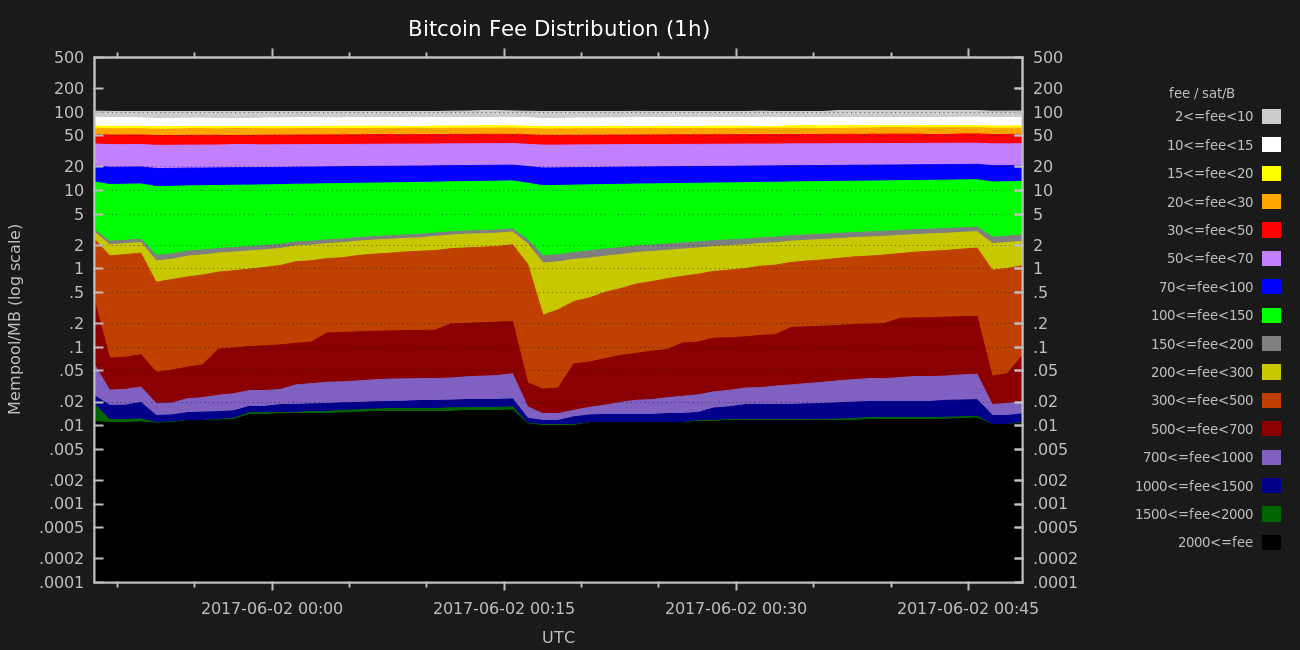 Bitcoin Fee Distribution (1h)
Mempool/MB (log scale)
500
200
100
50
20
10
5
2
1
.5
.2
.1
.05
.02
.01
.005
.002
.001
.0005
.0002
.0001
500
200
100
50
20
10
5
2
1
.5
.2
.1
.05
.02
.01
.005
.002
.001
.0005
.0002
.0001
2017-06-02 00:00
2017-06-02 00:15
2017-06-02 00:30
2017-06-02 00:45
UTC
fee / sat/B
2<=fee<10
10<=fee<15
15<=fee<20
20<=fee<30
30<=fee<50
50<=fee<70
70<=fee<100
100<=fee<150
150<=fee<200
200<=fee<300
300<=fee<500
500<=fee<700
700<=fee<1000
1000<=fee<1500
1500<=fee<2000
2000<=fee